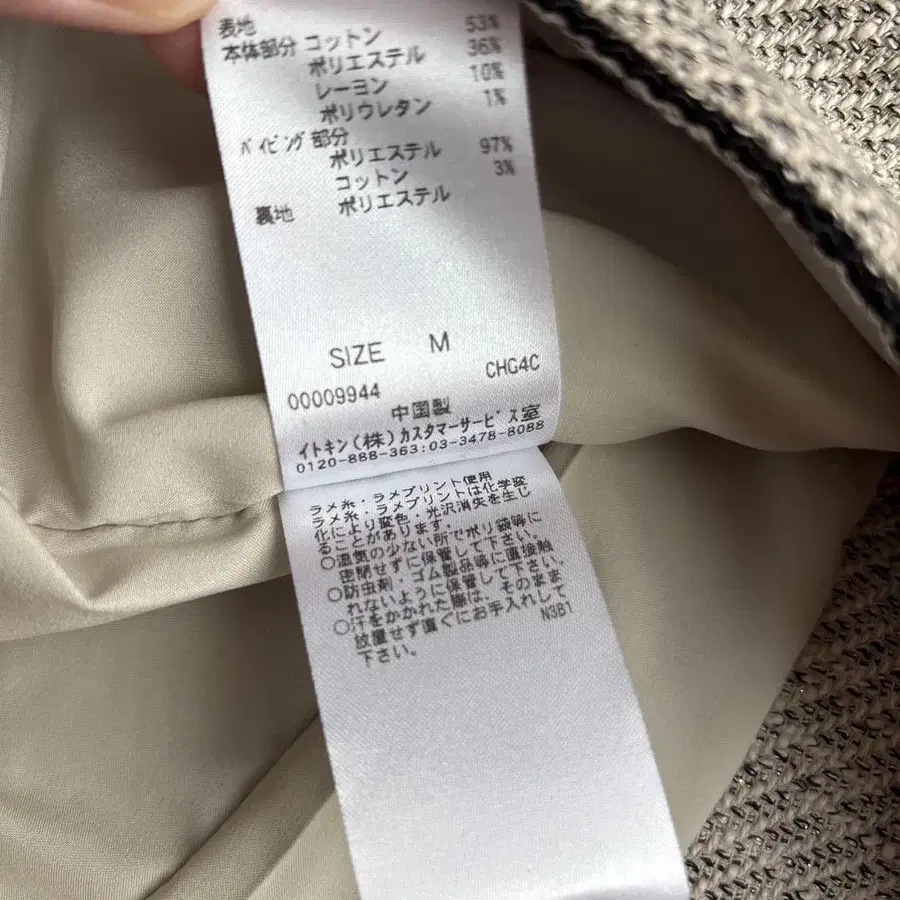 表地 53%
本体部分 コットン 36%
ポリエステル 10%
レーヨン 1%
ポリウレタン
パイピング部分
ポリエステル 97%
コットン 3%
裏地 ポリエステル
SIZE M
00009944 CHG4C
中国製
イトキン(株)カスタマーサービス室
0120-888-363:03-3478-8088
ラメ糸・ラメプリント使用
ラメ糸・ラメプリントは化学変
化により変色・光沢消失を生じ
ることがあります。
○湿気の少ない所でポリ袋等に
密閉せずに保管して下さい。
○防虫剤・ゴム製品等に直接触
れないように保管して下さい。
○汗をかかれた際は、そのまま
放置せず直ぐにお手入れして
下さい。 N3B1